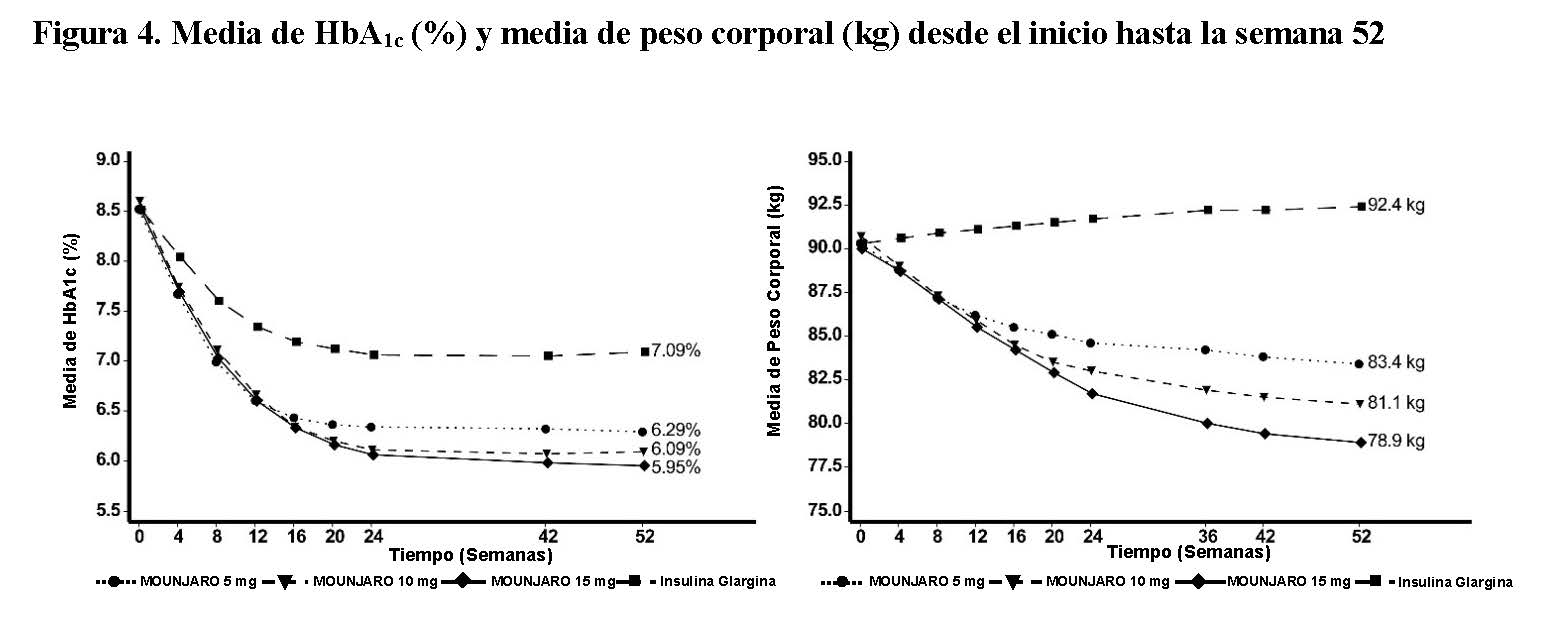 Figura 4. Media de HbA1c (%) y media de peso corporal (kg) desde el inicio hasta la semana 52
Media de HbA1c (%)
9.0
8.5
8.0
7.5
7.0
6.5
6.0
5.5
7.09%
6.29%
6.09%
5.95%
0 4 8 12 16 20 24 42 52
Tiempo (Semanas)
MOUNJARO 5 mg MOUNJARO 10 mg MOUNJARO 15 mg Insulina Glargina
Media de Peso Corporal (kg)
95.0
92.5
90.0
87.5
85.0
82.5
80.0
77.5
75.0
92.4 kg
83.4 kg
81.1 kg
78.9 kg
0 4 8 12 16 20 24 36 42 52
Tiempo (Semanas)
MOUNJARO 5 mg MOUNJARO 10 mg MOUNJARO 15 mg Insulina Glargina